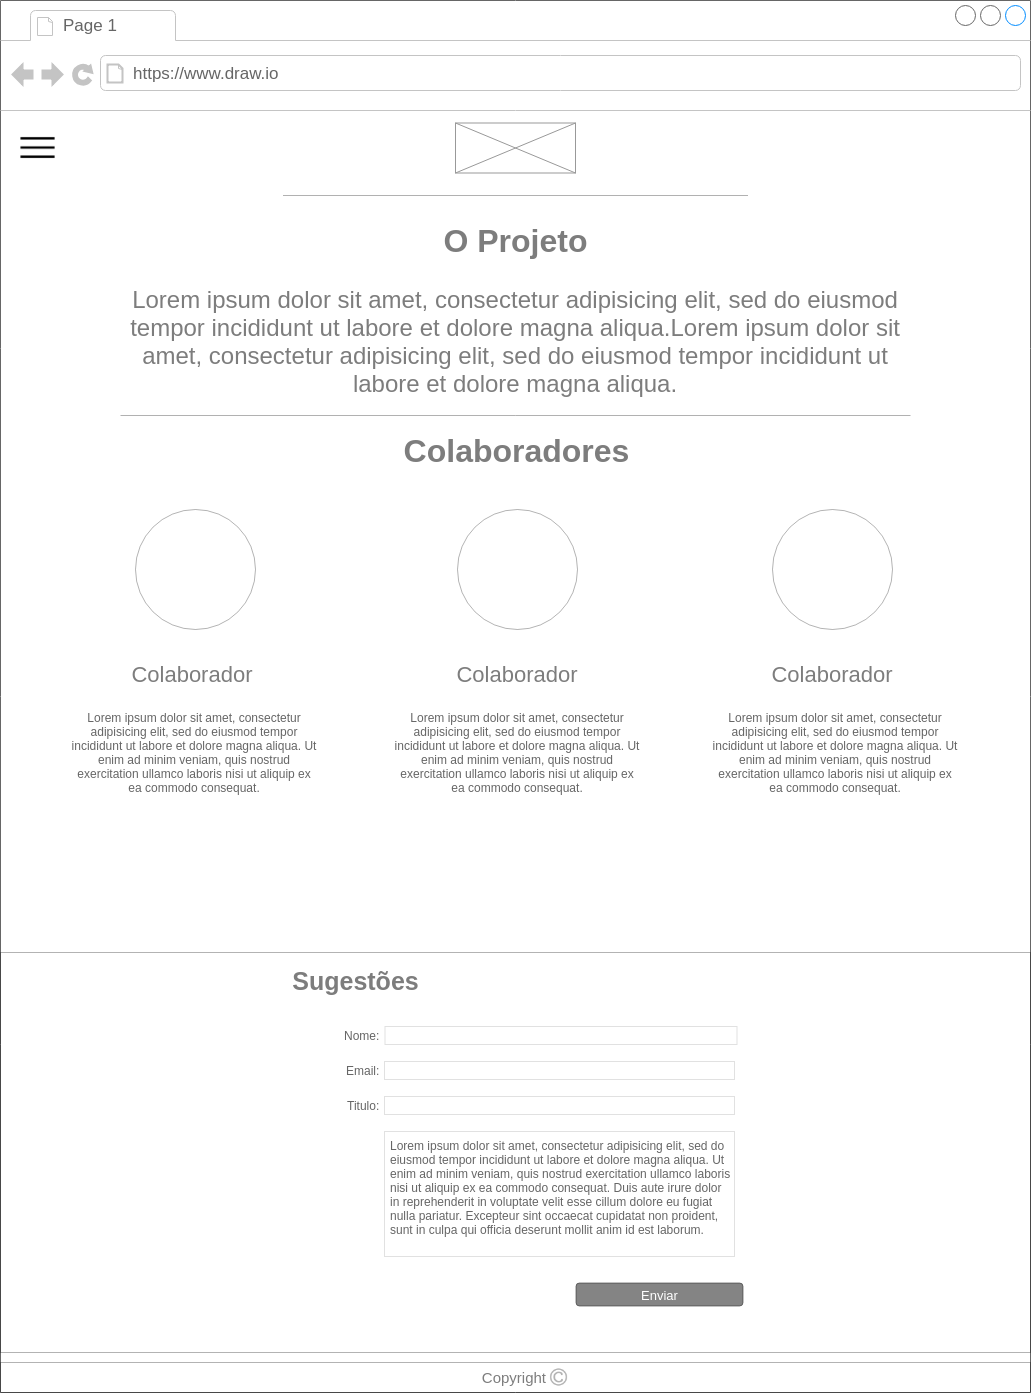 Page 1
https://www.draw.io
O Projeto
Lorem ipsum dolor sit amet, consectetur adipisicing elit, sed do eiusmod
tempor incididunt ut labore et dolore magna aliqua.Lorem ipsum dolor sit
amet, consectetur adipisicing elit, sed do eiusmod tempor incididunt ut
labore et dolore magna aliqua.
Colaboradores
Colaborador
Lorem ipsum dolor sit amet, consectetur
adipisicing elit, sed do eiusmod tempor
incididunt ut labore et dolore magna aliqua. Ut
enim ad minim veniam, quis nostrud
exercitation ullamco laboris nisi ut aliquip ex
ea commodo consequat.
Colaborador
Lorem ipsum dolor sit amet, consectetur
adipisicing elit, sed do eiusmod tempor
incididunt ut labore et dolore magna aliqua. Ut
enim ad minim veniam, quis nostrud
exercitation ullamco laboris nisi ut aliquip ex
ea commodo consequat.
Colaborador
Lorem ipsum dolor sit amet, consectetur
adipisicing elit, sed do eiusmod tempor
incididunt ut labore et dolore magna aliqua. Ut
enim ad minim veniam, quis nostrud
exercitation ullamco laboris nisi ut aliquip ex
ea commodo consequat.
Sugestões
Nome:
Email:
Titulo:
Lorem ipsum dolor sit amet, consectetur adipisicing elit, sed do
eiusmod tempor incididunt ut labore et dolore magna aliqua. Ut
enim ad minim veniam, quis nostrud exercitation ullamco laboris
nisi ut aliquip ex ea commodo consequat. Duis aute irure dolor
in reprehenderit in voluptate velit esse cillum dolore eu fugiat
nulla pariatur. Excepteur sint occaecat cupidatat non proident,
sunt in culpa qui officia deserunt mollit anim id est laborum.
Enviar
Copyright ©